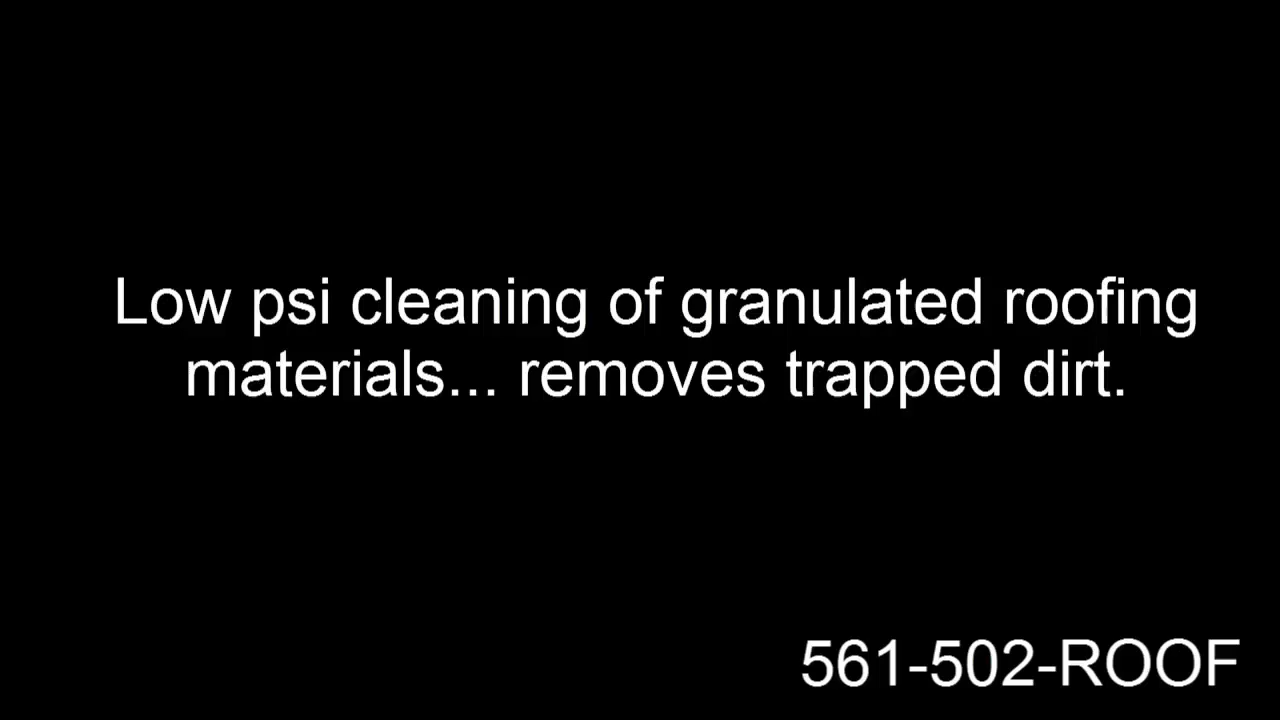 Low psi cleaning of granulated roofing
materials... removes trapped dirt.
561-502-ROOF